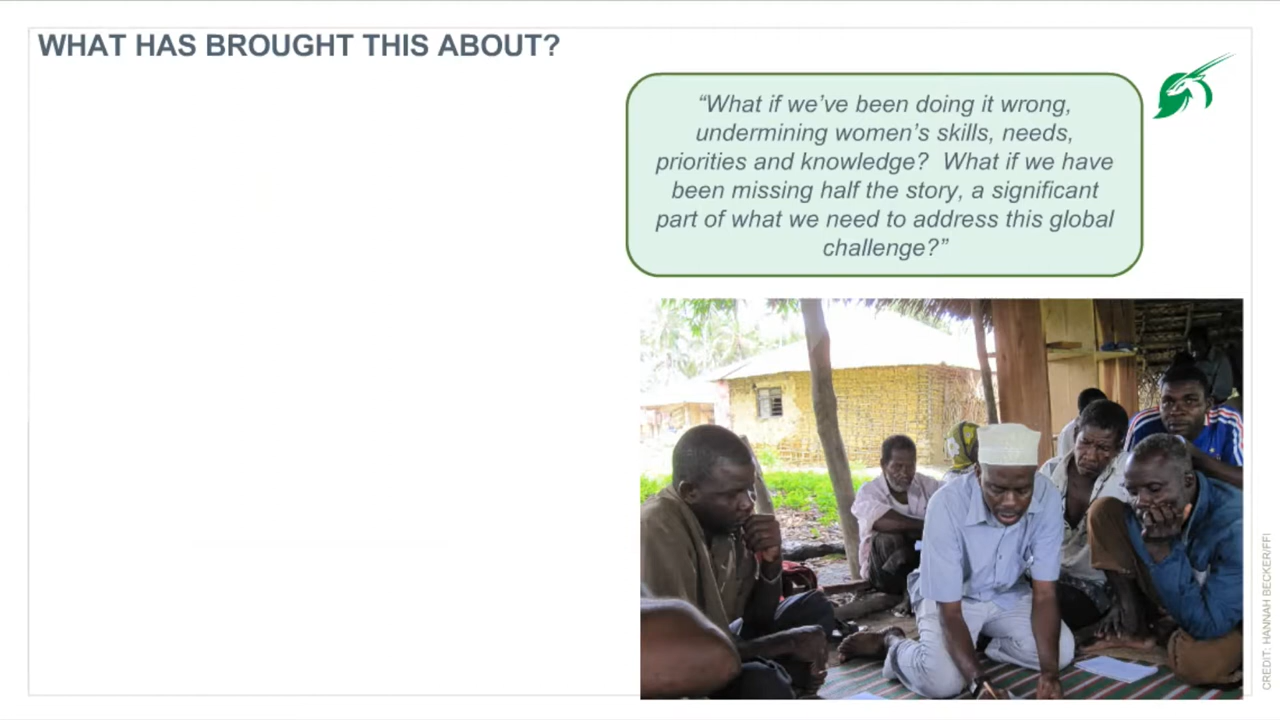 WHAT HAS BROUGHT THIS ABOUT?
“What if we’ve been doing it wrong,
undermining women’s skills, needs,
priorities and knowledge?  What if we have
been missing half the story, a significant
part of what we need to address this global
challenge?”
CREDIT: HANNAH BECKER/FFI